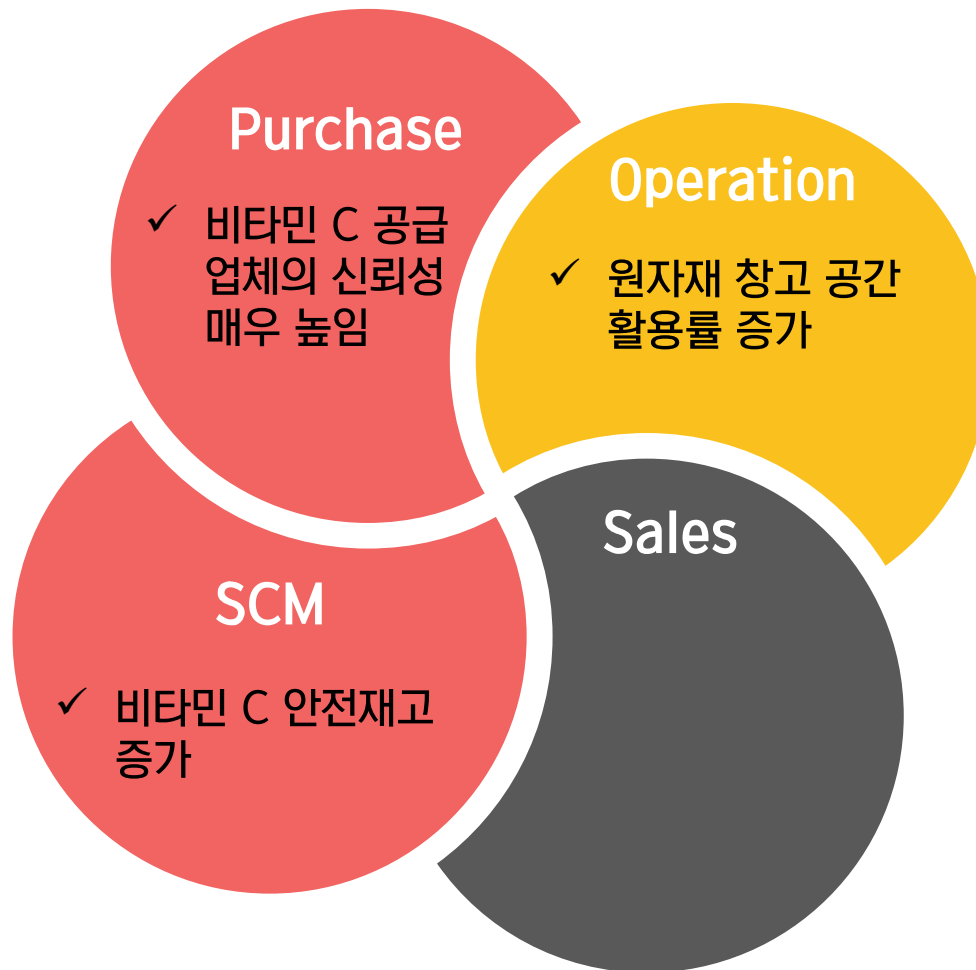 Purchase
✓ 비타민 C 공급
업체의 신뢰성
매우 높임
Operation
✓ 원자재 창고 공간
활용률 증가
SCM
✓ 비타민 C 안전재고
증가
Sales